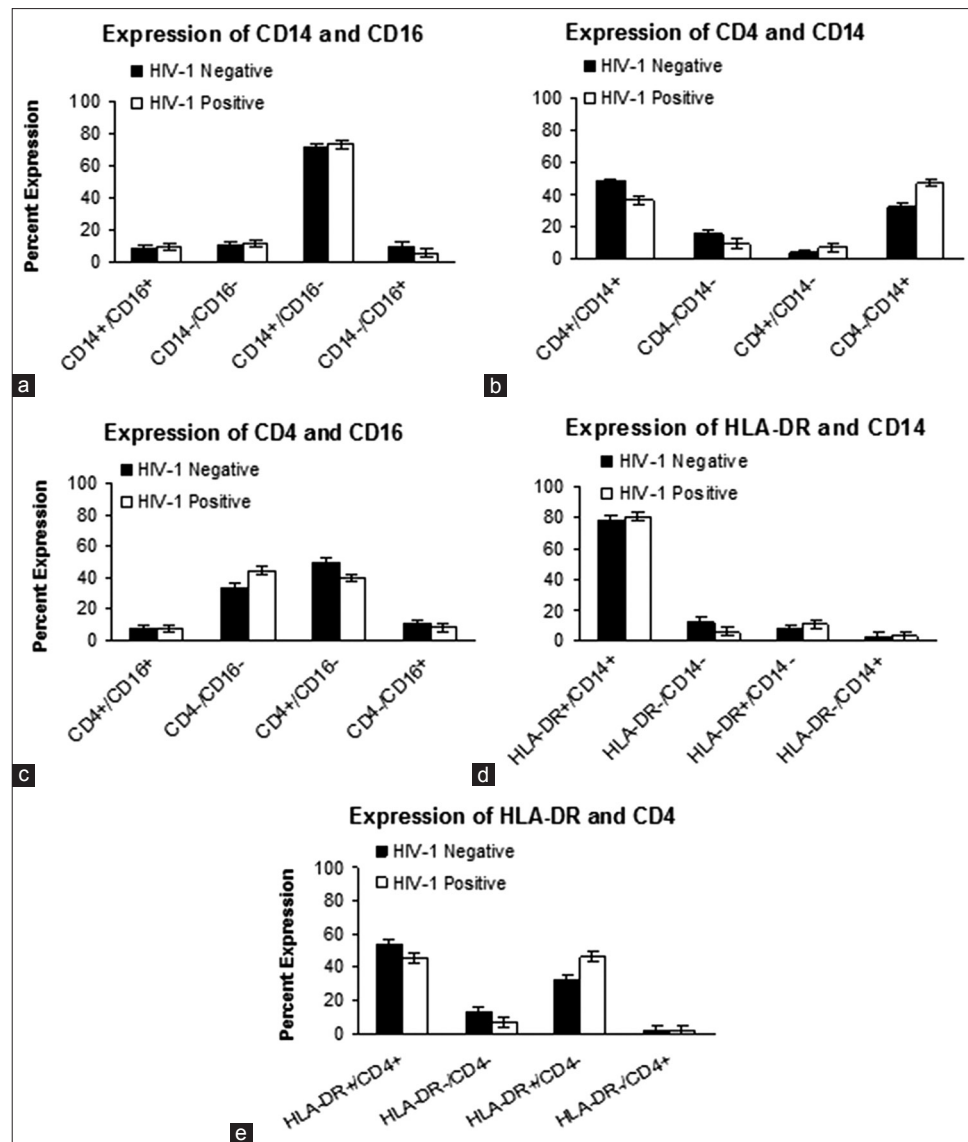 Expression of CD14 and CD16
HIV-1 Negative
HIV-1 Positive
Percent Expression
100
80
60
40
20
0
CD14+/CD16+
CD14-/CD16-
CD14+/CD16-
CD14-/CD16+
a
Expression of CD4 and CD14
HIV-1 Negative
HIV-1 Positive
100
80
60
40
20
0
CD4+/CD14+
CD4-/CD14-
CD4+/CD14-
CD4-/CD14+
b
Expression of CD4 and CD16
HIV-1 Negative
HIV-1 Positive
Percent Expression
100
80
60
40
20
0
CD4+/CD16+
CD4-/CD16-
CD4+/CD16-
CD4-/CD16+
c
Expression of HLA-DR and CD14
HIV-1 Negative
HIV-1 Positive
100
80
60
40
20
0
HLA-DR+/CD14+
HLA-DR-/CD14-
HLA-DR+/CD14-
HLA-DR-/CD14+
d
Expression of HLA-DR and CD4
HIV-1 Negative
HIV-1 Positive
Percent Expression
100
80
60
40
20
0
HLA-DR+/CD4+
HLA-DR-/CD4-
HLA-DR+/CD4-
HLA-DR-/CD4+
e